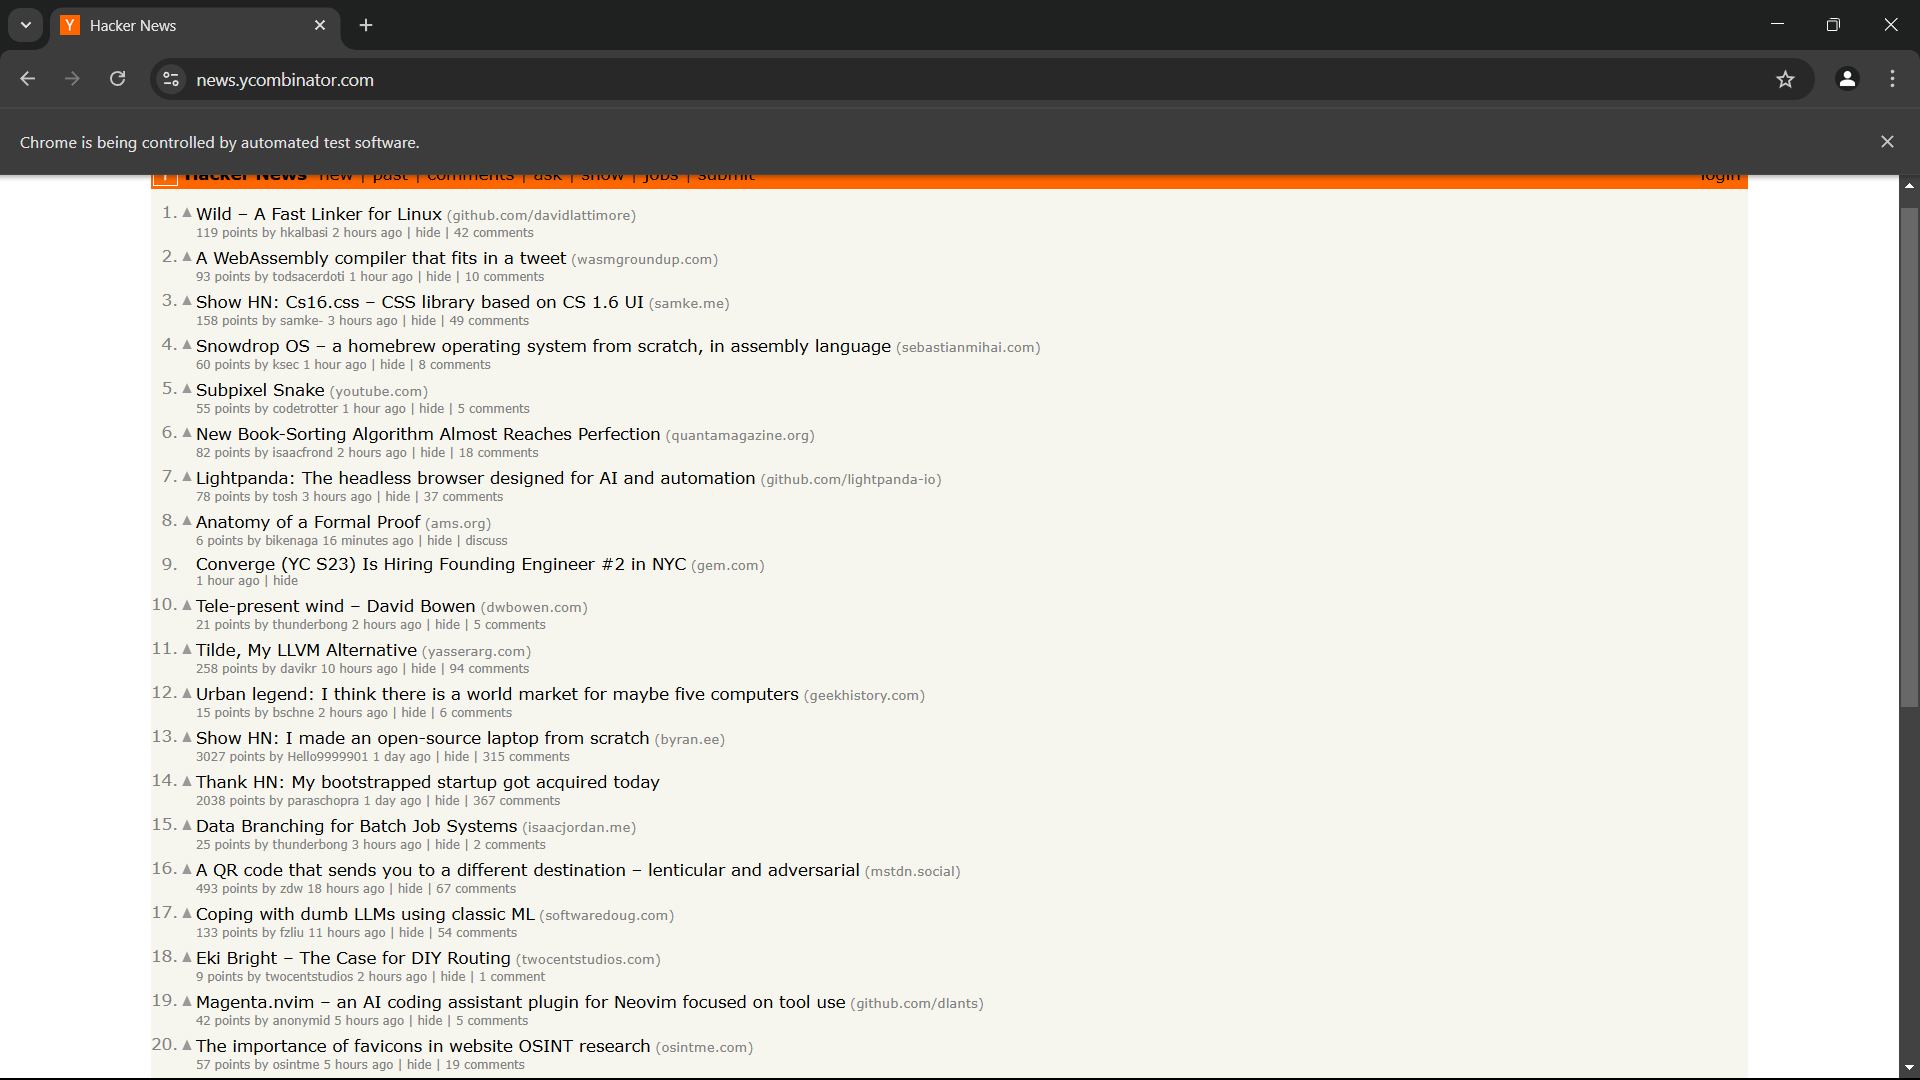 Hacker News
news.ycombinator.com
Chrome is being controlled by automated test software.
Y Hacker News new | past | comments | ask | show | jobs | submit login
1. Wild – A Fast Linker for Linux (github.com/davidlattimore)
119 points by hkalbasi 2 hours ago | hide | 42 comments
2. A WebAssembly compiler that fits in a tweet (wasmgroundup.com)
93 points by todsacerdoti 1 hour ago | hide | 10 comments
3. Show HN: Cs16.css – CSS library based on CS 1.6 UI (samke.me)
158 points by samke- 3 hours ago | hide | 49 comments
4. Snowdrop OS – a homebrew operating system from scratch, in assembly language (sebastianmihai.com)
60 points by ksec 1 hour ago | hide | 8 comments
5. Subpixel Snake (youtube.com)
55 points by codetrotter 1 hour ago | hide | 5 comments
6. New Book-Sorting Algorithm Almost Reaches Perfection (quantamagazine.org)
82 points by isaacfrond 2 hours ago | hide | 18 comments
7. Lightpanda: The headless browser designed for AI and automation (github.com/lightpanda-io)
78 points by tosh 3 hours ago | hide | 37 comments
8. Anatomy of a Formal Proof (ams.org)
6 points by bikenaga 16 minutes ago | hide | discuss
9. Converge (YC S23) Is Hiring Founding Engineer #2 in NYC (gem.com)
1 hour ago | hide
10. Tele-present wind – David Bowen (dwbowen.com)
21 points by thunderbong 2 hours ago | hide | 5 comments
11. Tilde, My LLVM Alternative (yasserarg.com)
258 points by davikr 10 hours ago | hide | 94 comments
12. Urban legend: I think there is a world market for maybe five computers (geekhistory.com)
15 points by bschne 2 hours ago | hide | 6 comments
13. Show HN: I made an open-source laptop from scratch (byran.ee)
3027 points by Hello9999901 1 day ago | hide | 315 comments
14. Thank HN: My bootstrapped startup got acquired today
2038 points by paraschopra 1 day ago | hide | 367 comments
15. Data Branching for Batch Job Systems (isaacjordan.me)
25 points by thunderbong 3 hours ago | hide | 2 comments
16. A QR code that sends you to a different destination – lenticular and adversarial (mstdn.social)
493 points by zdw 18 hours ago | hide | 67 comments
17. Coping with dumb LLMs using classic ML (softwaredoug.com)
133 points by fzliu 11 hours ago | hide | 54 comments
18. Eki Bright – The Case for DIY Routing (twocentstudios.com)
9 points by twocentstudios 2 hours ago | hide | 1 comment
19. Magenta.nvim – an AI coding assistant plugin for Neovim focused on tool use (github.com/dlants)
42 points by anonymid 5 hours ago | hide | 5 comments
20. The importance of favicons in website OSINT research (osintme.com)
57 points by osintme 5 hours ago | hide | 19 comments